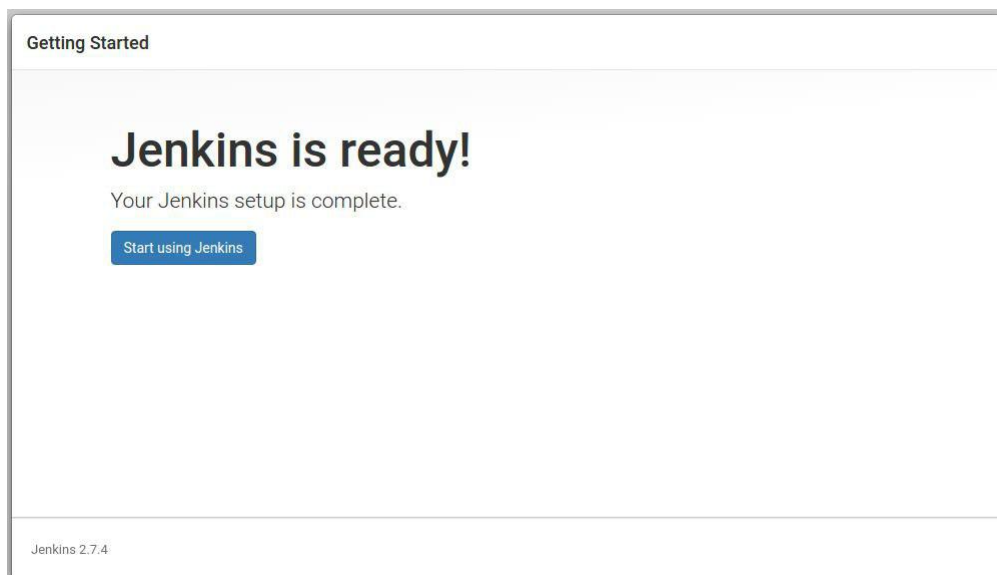 Getting Started
Jenkins is ready!
Your Jenkins setup is complete.
Start using Jenkins
Jenkins 2.7.4